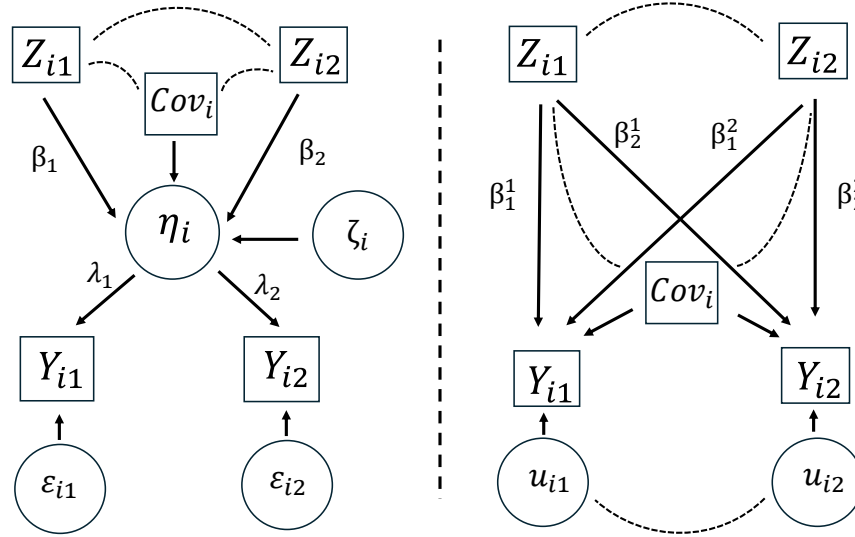 Z_{i1}
Z_{i2}
Cov_i
β_1
β_2
η_i
ζ_i
λ_1
λ_2
Y_{i1}
Y_{i2}
ε_{i1}
ε_{i2}
Z_{i1}
Z_{i2}
β_2^1
β_1^2
β_1^1
Cov_i
Y_{i1}
Y_{i2}
u_{i1}
u_{i2}